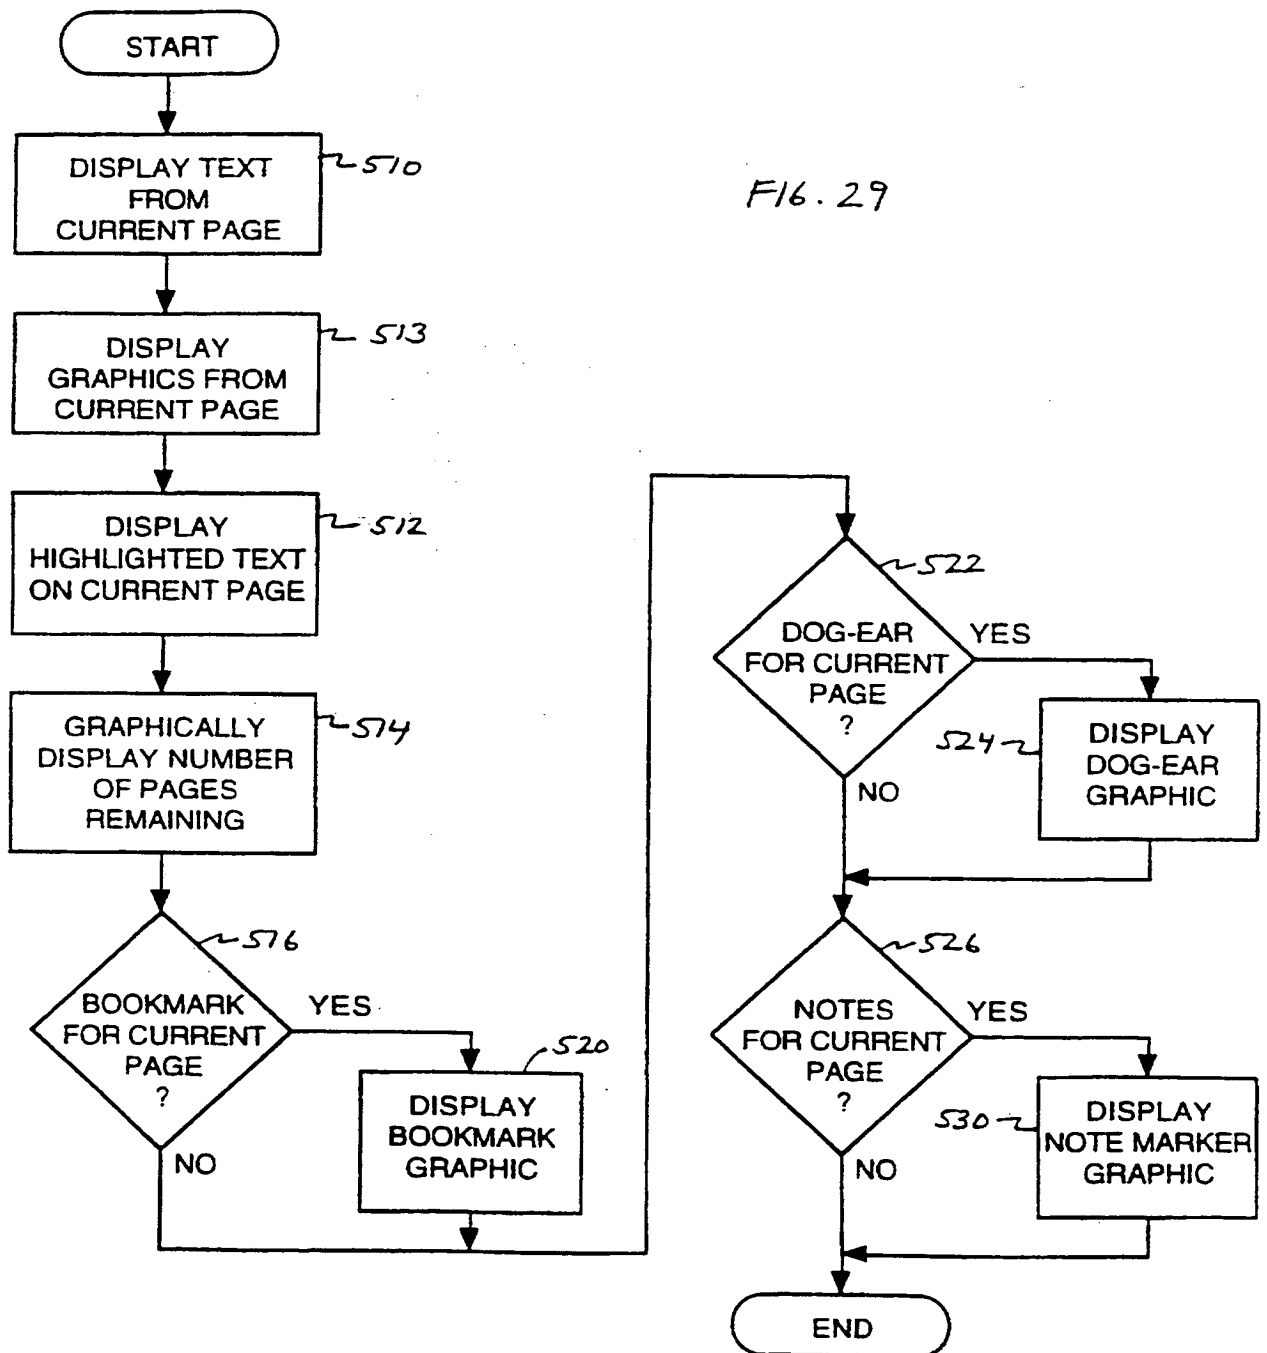 START
DISPLAY TEXT
FROM
CURRENT PAGE
510
FIG. 29
DISPLAY
GRAPHICS FROM
CURRENT PAGE
513
DISPLAY
HIGHLIGHTED TEXT
ON CURRENT PAGE
512
GRAPHICALLY
DISPLAY NUMBER
OF PAGES
REMAINING
514
516
BOOKMARK
FOR CURRENT
PAGE
?
YES
NO
520
DISPLAY
BOOKMARK
GRAPHIC
522
DOG-EAR
FOR CURRENT
PAGE
?
YES
NO
524
DISPLAY
DOG-EAR
GRAPHIC
526
NOTES
FOR CURRENT
PAGE
?
YES
NO
530
DISPLAY
NOTE MARKER
GRAPHIC
END